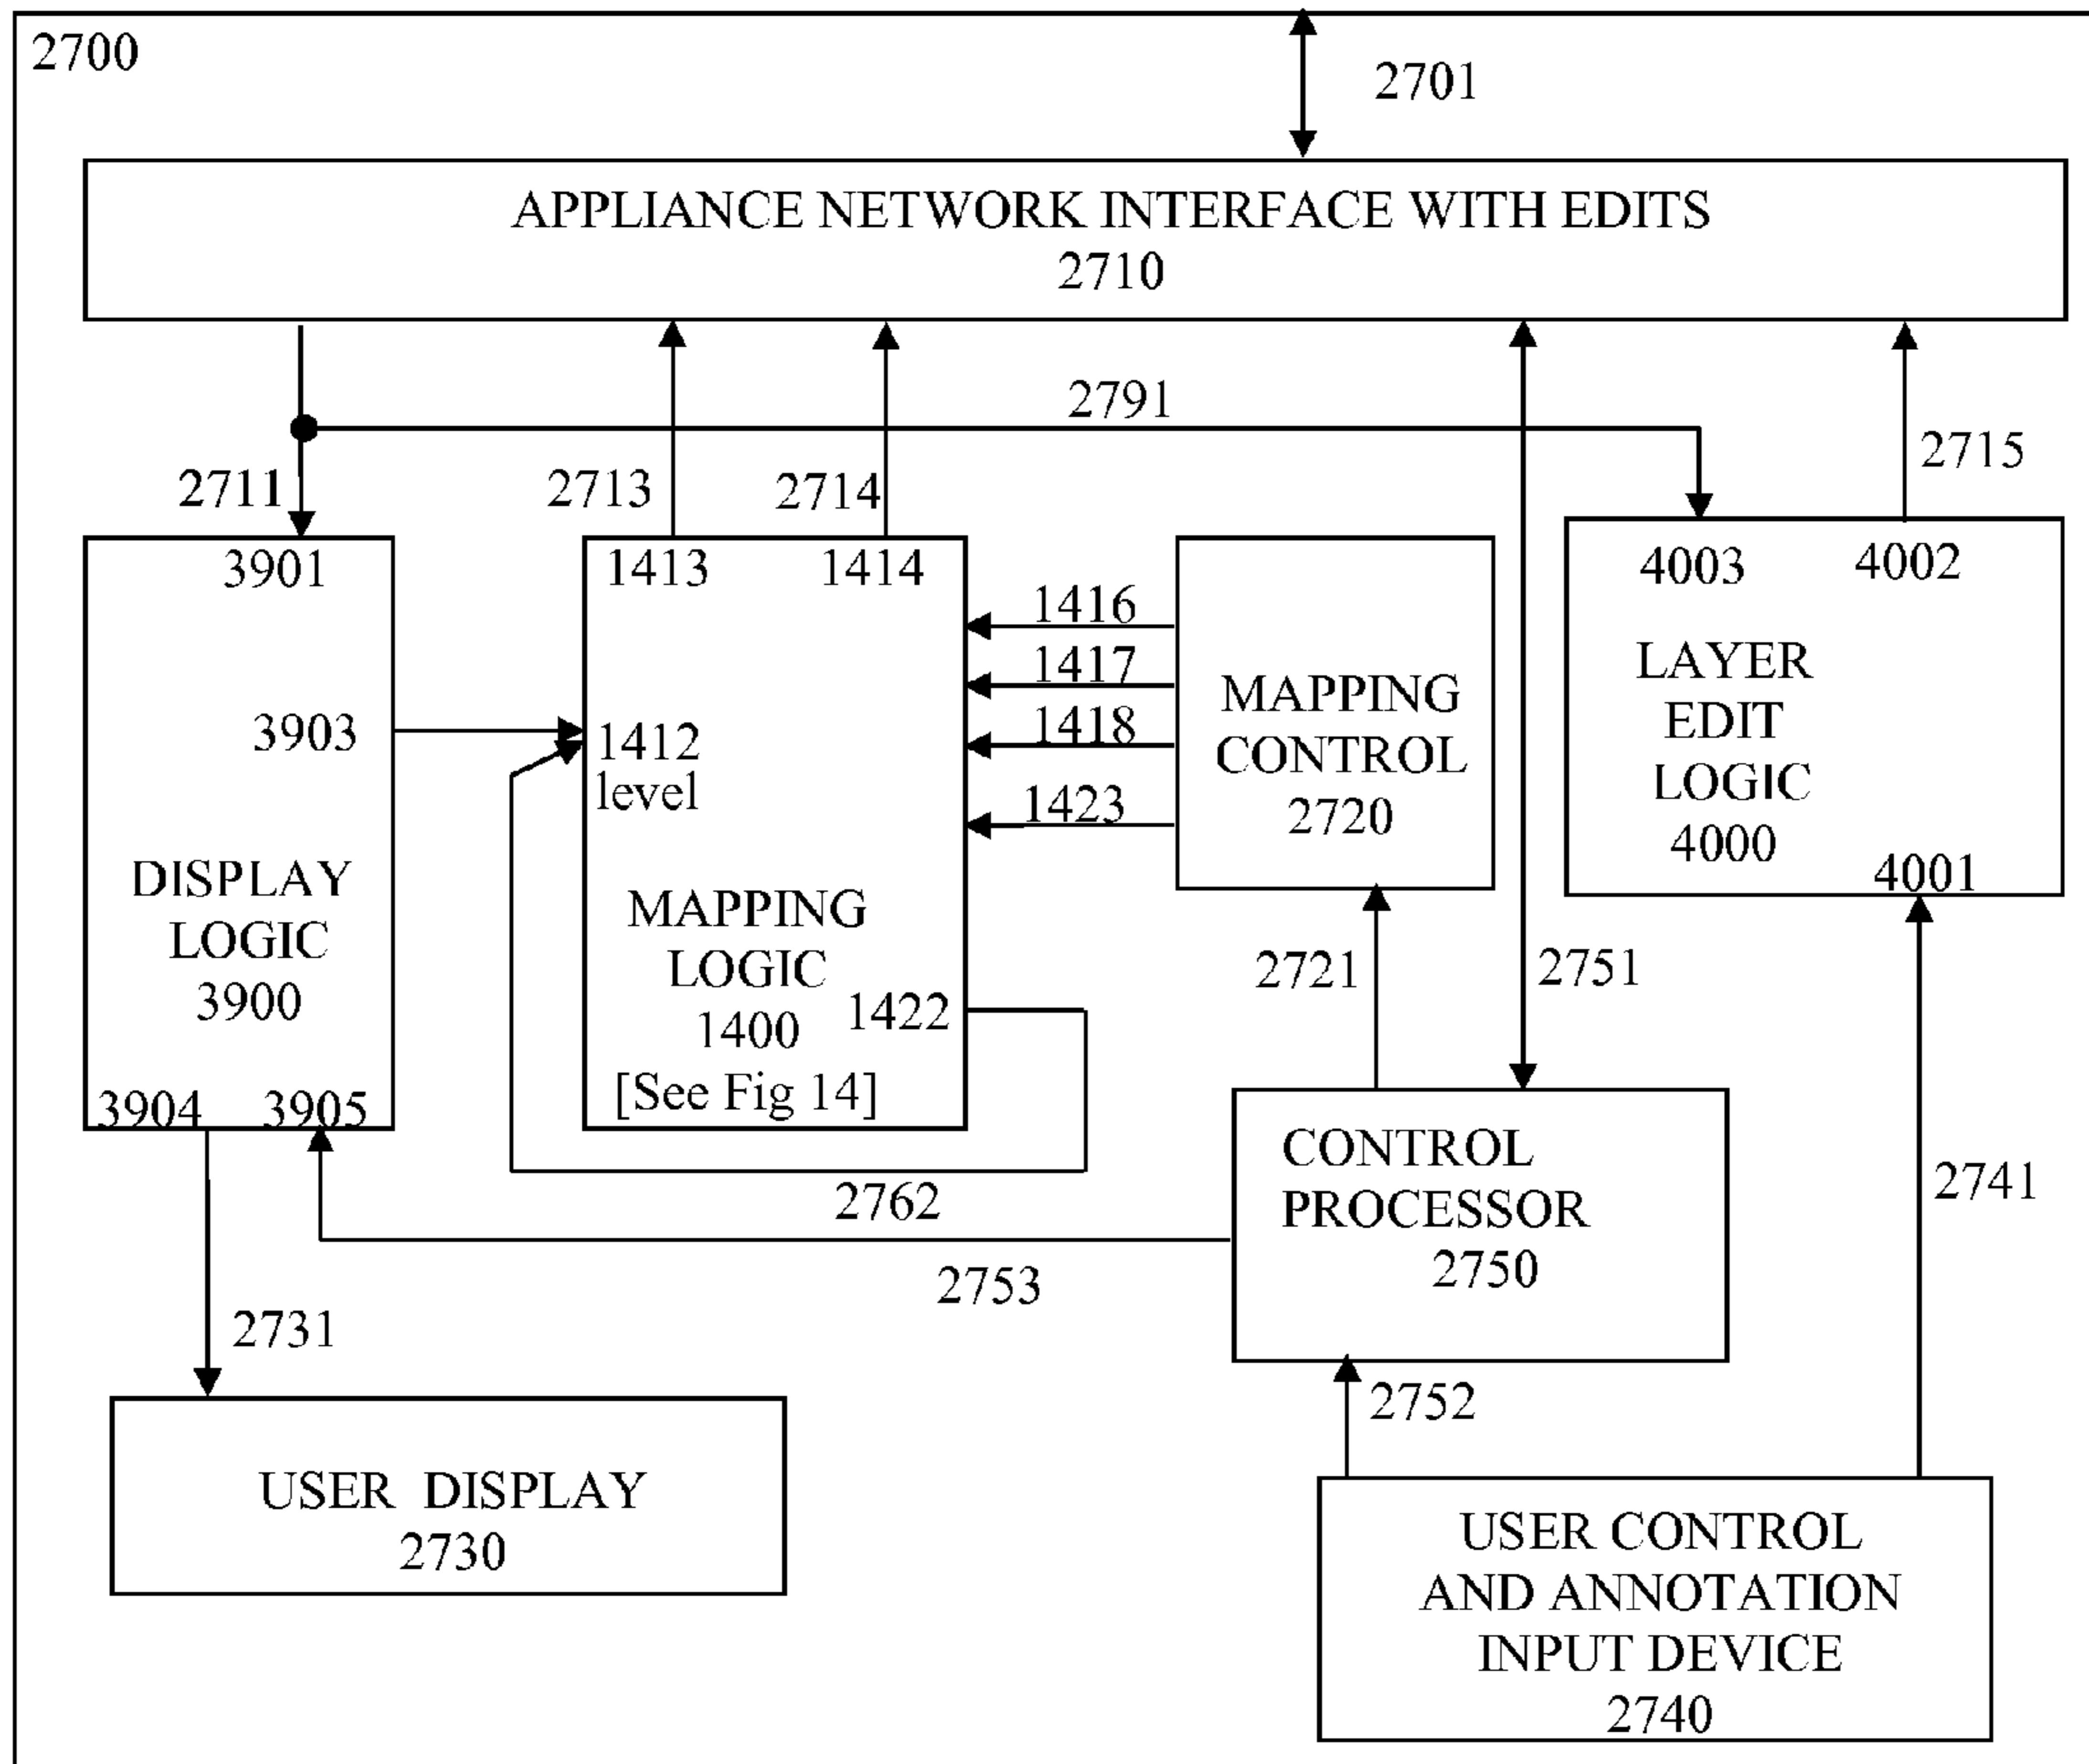 2700
2701
APPLIANCE NETWORK INTERFACE WITH EDITS
2710
2791
2711
2713
2714
2715
3901
1413
1414
4003
4002
1416
1417
1418
1423
3903
1412
level
MAPPING
CONTROL
2720
LAYER
EDIT
LOGIC
4000
4001
DISPLAY
LOGIC
3900
MAPPING
LOGIC
1400
1422
[See Fig 14]
3904
3905
2721
2751
CONTROL
PROCESSOR
2750
2741
2762
2753
2731
2752
USER DISPLAY
2730
USER CONTROL
AND ANNOTATION
INPUT DEVICE
2740